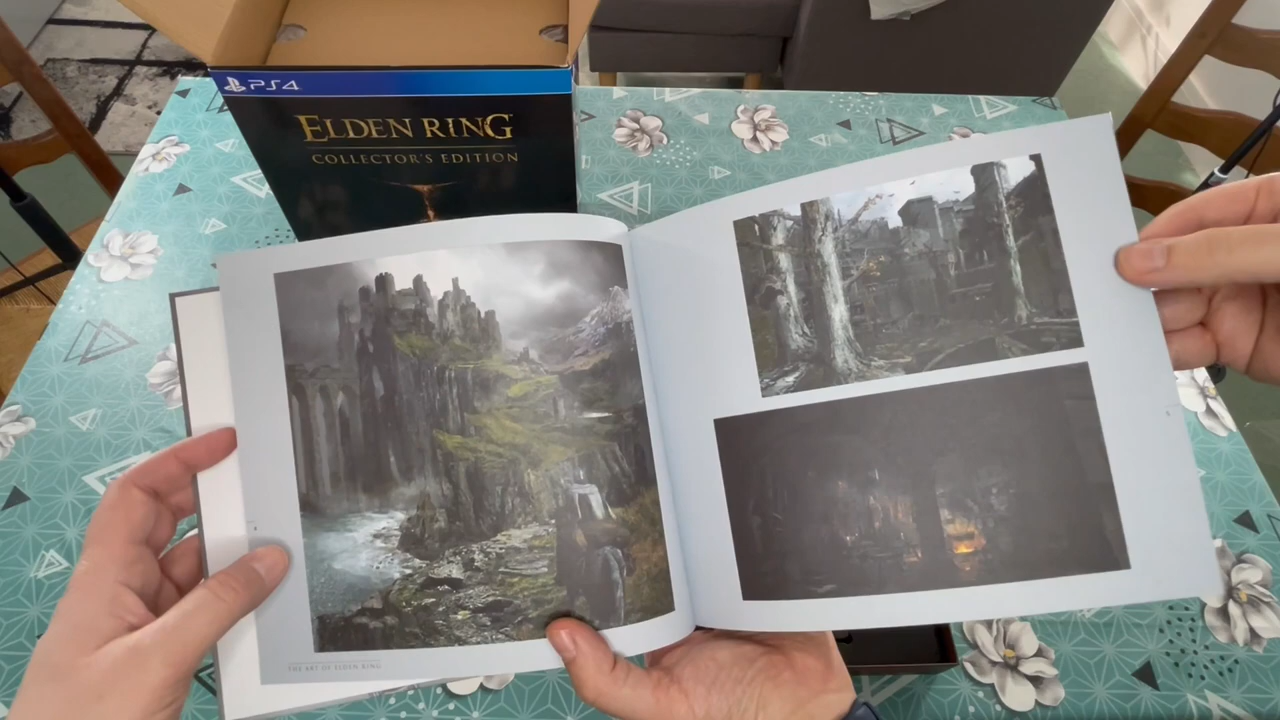 PS4
ELDEN RING
COLLECTOR'S EDITION
THE ART OF ELDEN RING